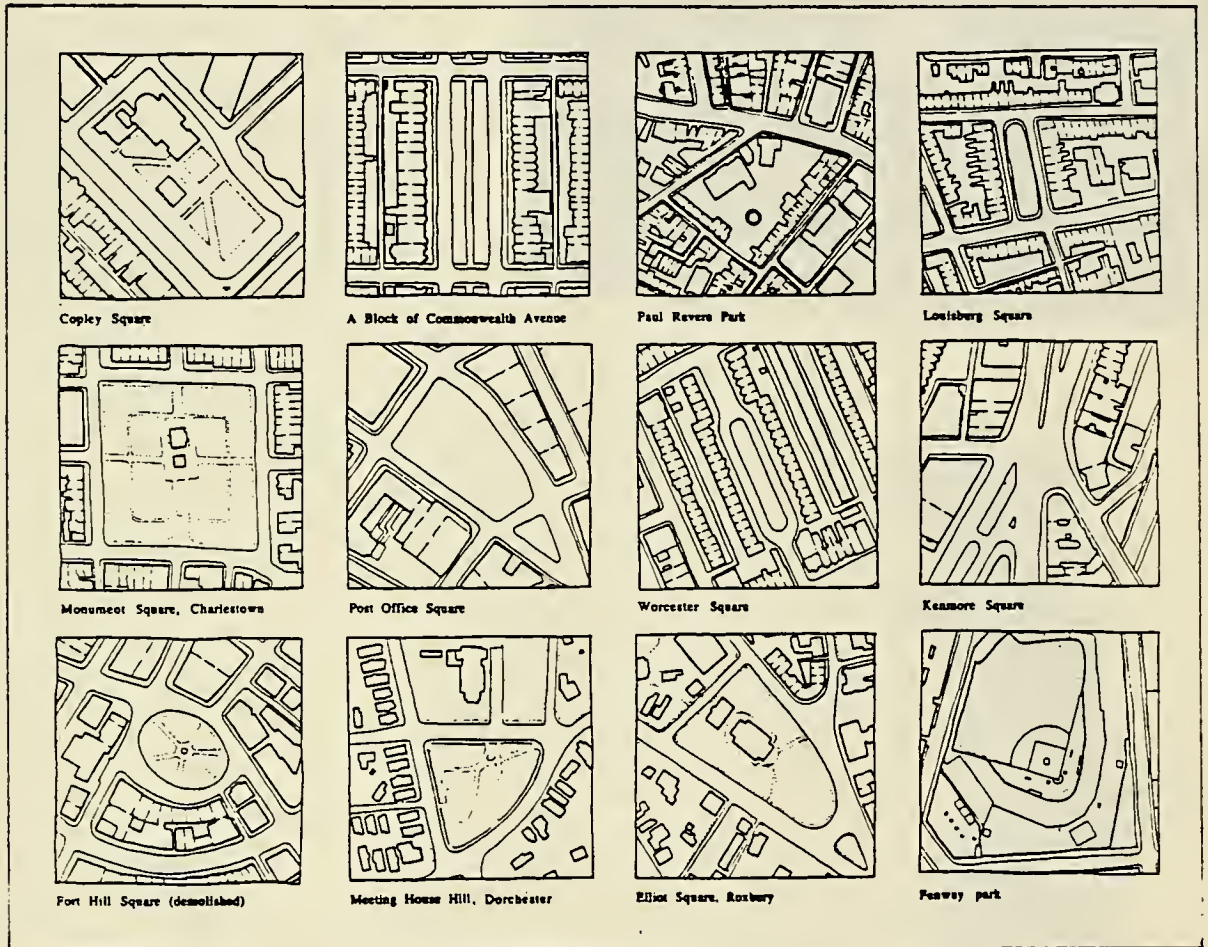 Copley Square
A Block of Commonwealth Avenue
Paul Revere Park
Louisburg Square
Monument Square, Charlestown
Post Office Square
Worcester Square
Kenmore Square
Fort Hill Square (demolished)
Meeting House Hill, Dorchester
Elliot Square, Roxbury
Fenway park